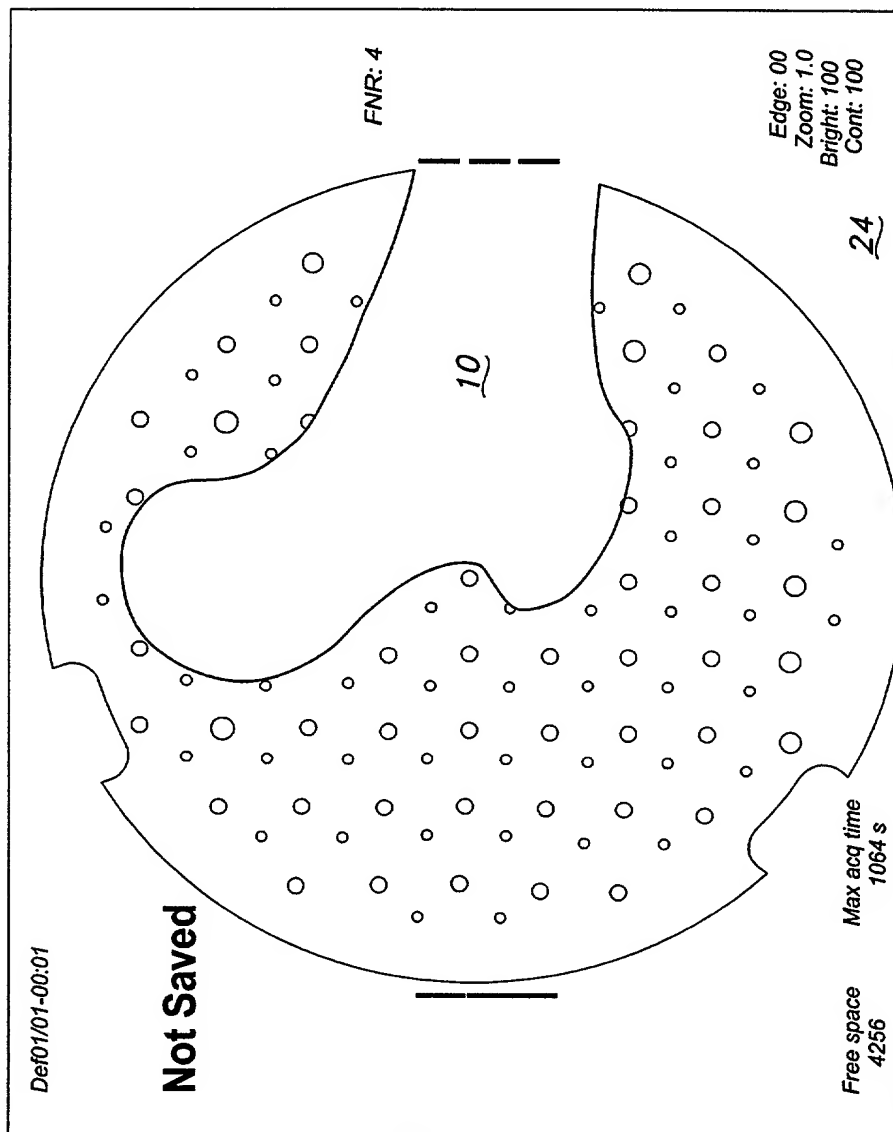 Def01/01-00:01
FNR: 4
Not Saved
10
Edge: 00
Zoom: 1.0
Bright: 100
Cont: 100
24
Free space
4256
Max acq time
1064 s